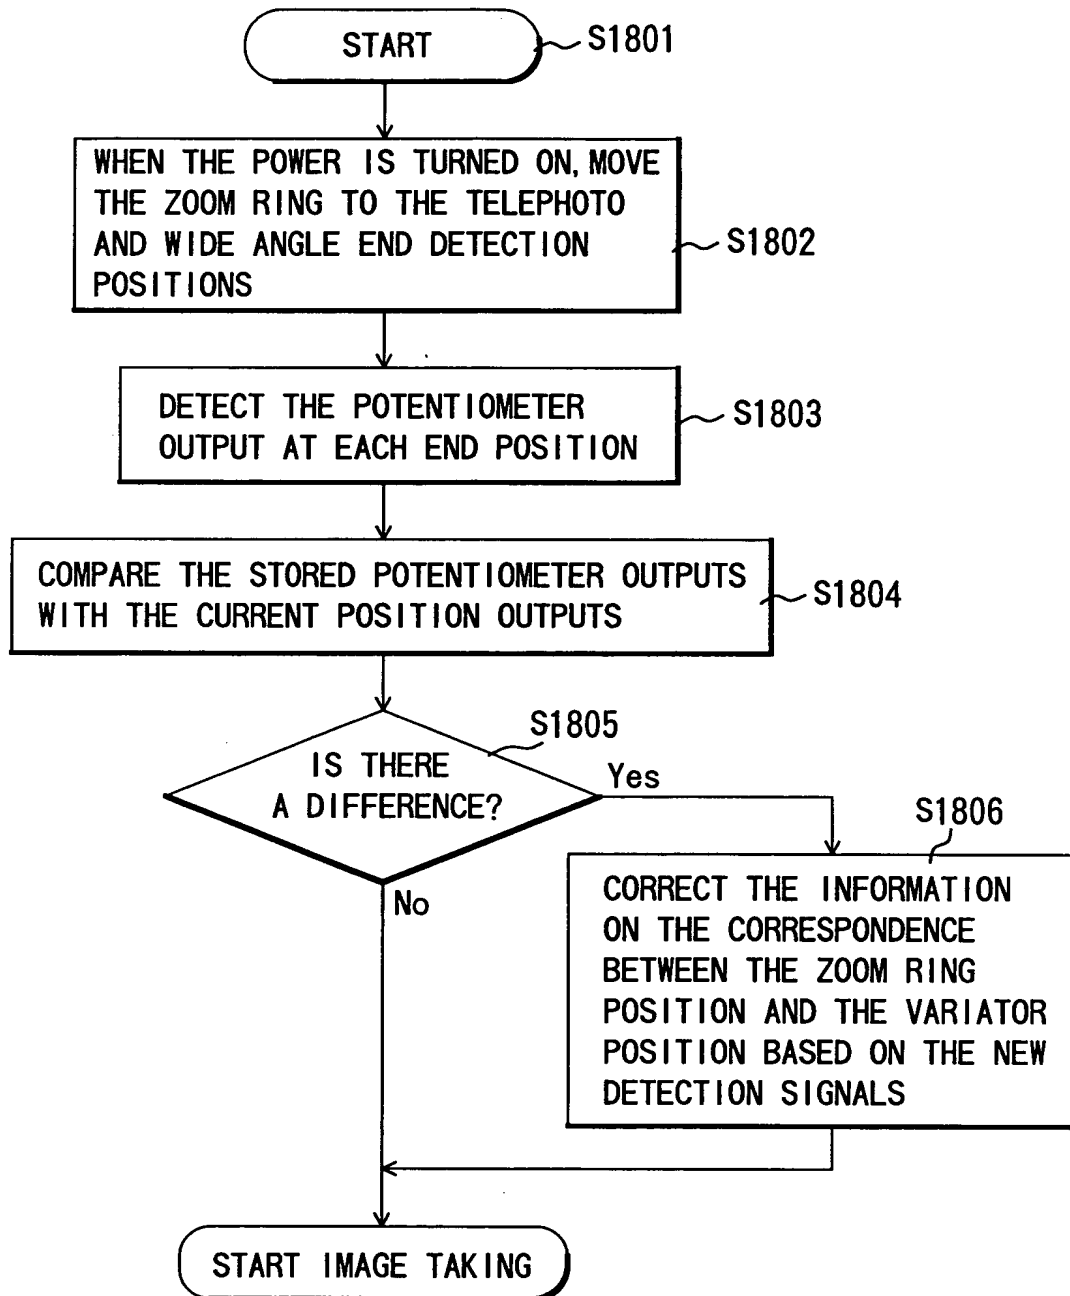 START
S1801
WHEN THE POWER IS TURNED ON, MOVE
THE ZOOM RING TO THE TELEPHOTO
AND WIDE ANGLE END DETECTION
POSITIONS
S1802
DETECT THE POTENTIOMETER
OUTPUT AT EACH END POSITION
S1803
COMPARE THE STORED POTENTIOMETER OUTPUTS
WITH THE CURRENT POSITION OUTPUTS
S1804
IS THERE
A DIFFERENCE?
S1805
Yes
No
S1806
CORRECT THE INFORMATION
ON THE CORRESPONDENCE
BETWEEN THE ZOOM RING
POSITION AND THE VARIATOR
POSITION BASED ON THE NEW
DETECTION SIGNALS
START IMAGE TAKING